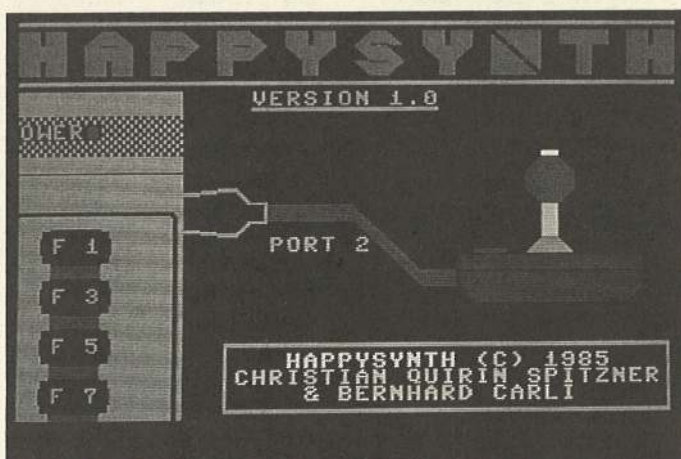 HAPPYSYNTH
VERSION 1.0
OWER
PORT 2
F 1
F 3
F 5
F 7
HAPPYSYNTH (C) 1985
CHRISTIAN QUIRIN SPITZNER
& BERNHARD CARLI